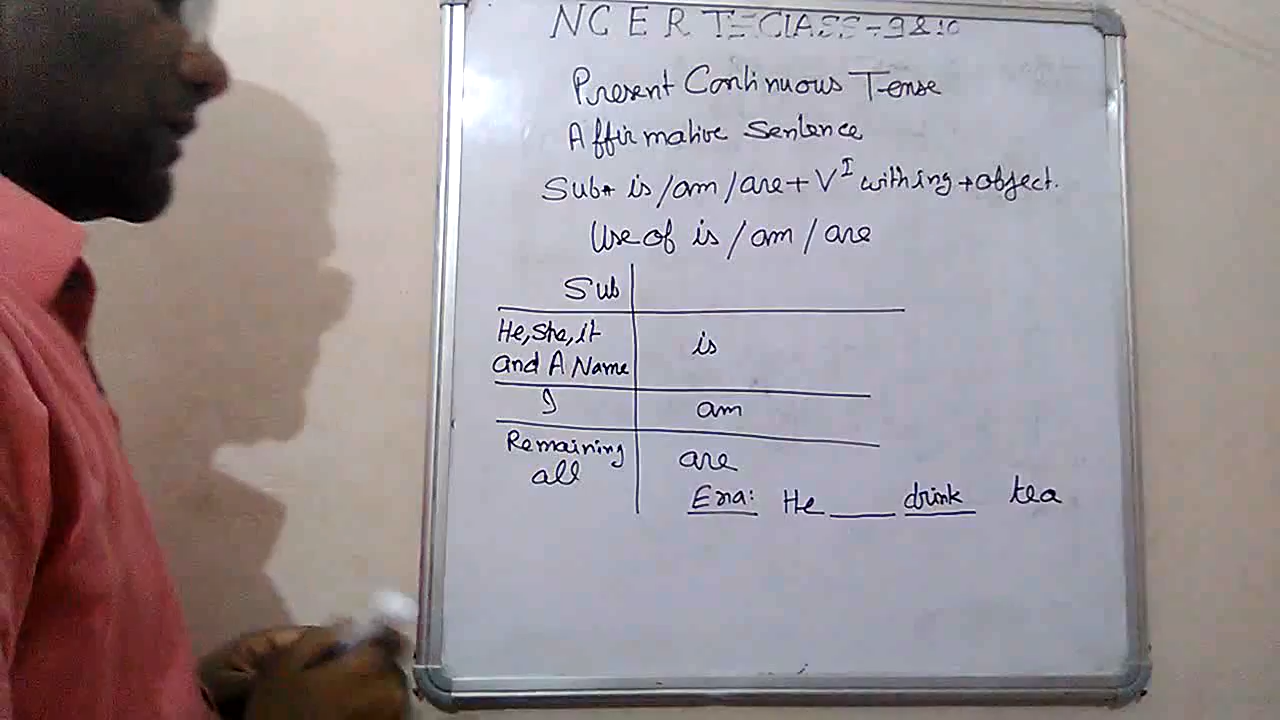 NCERT CLASS-9&10
Present Continuous Tense
Affirmative Sentence
Sub+ is/am/are+V^I with ing+object.
Use of is/am/are
Sub
He, She, it
and A Name
is
I
am
Remaining
all
are
Exa: He ____ drink tea